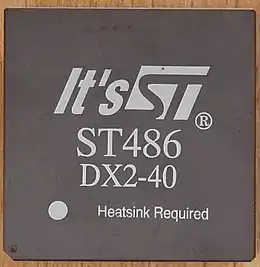 It's ST®
ST486
DX2-40
Heatsink Required